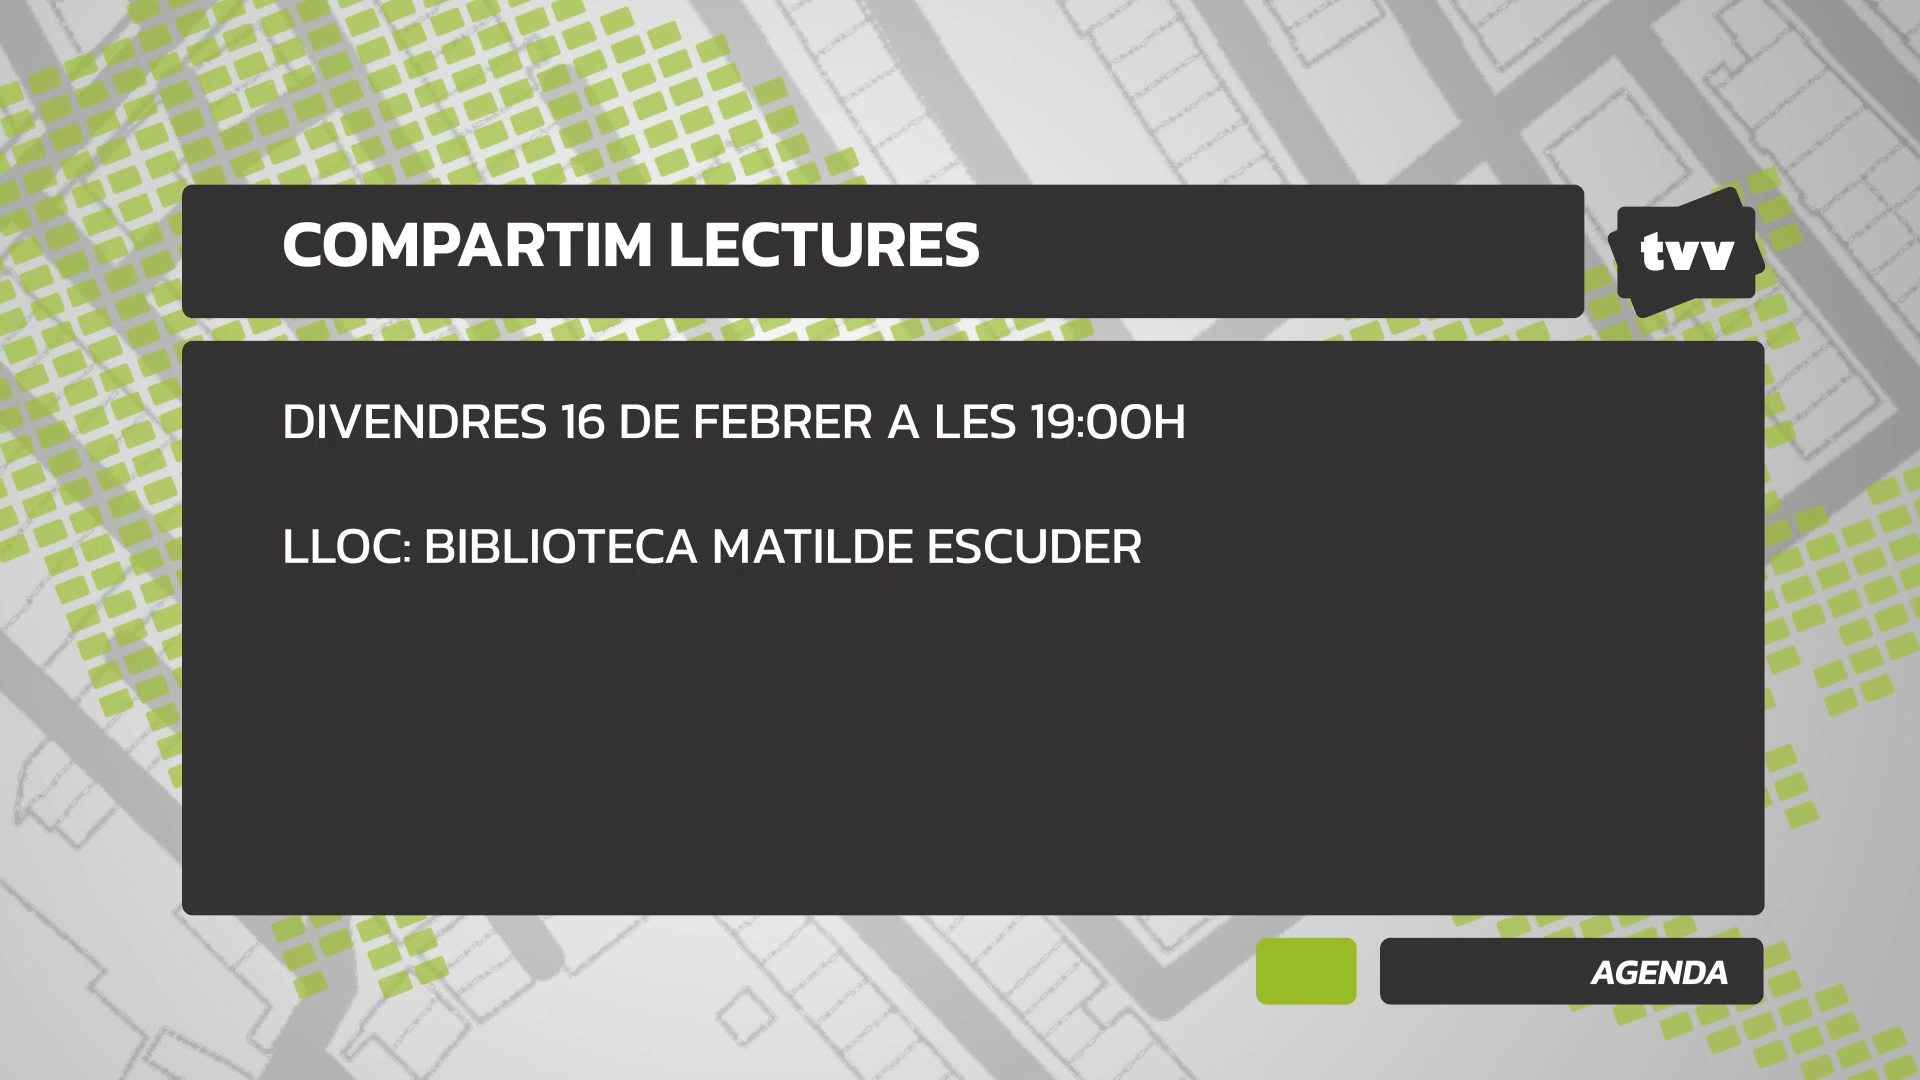 COMPARTIM LECTURES
tvv
DIVENDRES 16 DE FEBRER A LES 19:00H
LLOC: BIBLIOTECA MATILDE ESCUDER
AGENDA